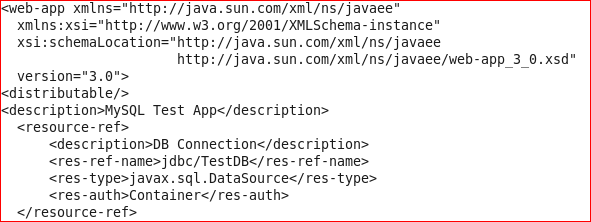 <web-app xmlns="http://java.sun.com/xml/ns/javaee"
  xmlns:xsi="http://www.w3.org/2001/XMLSchema-instance"
  xsi:schemaLocation="http://java.sun.com/xml/ns/javaee
                      http://java.sun.com/xml/ns/javaee/web-app_3_0.xsd"
  version="3.0">
<distributable/>
<description>MySQL Test App</description>
  <resource-ref>
      <description>DB Connection</description>
      <res-ref-name>jdbc/TestDB</res-ref-name>
      <res-type>javax.sql.DataSource</res-type>
      <res-auth>Container</res-auth>
  </resource-ref>